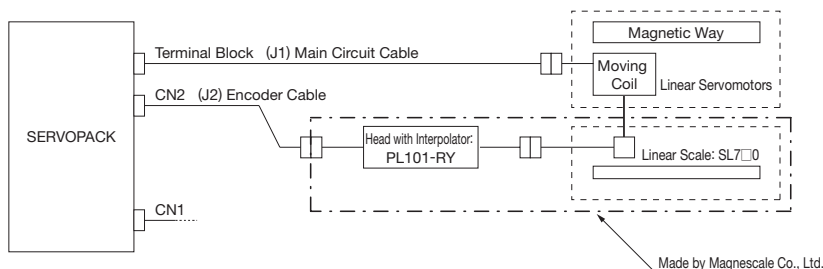 Magnetic Way
Terminal Block (J1) Main Circuit Cable
Moving
Coil
Linear Servomotors
CN2 (J2) Encoder Cable
SERVOPACK
Head with Interpolator:
PL101-RY
Linear Scale: SL7□0
CN1
Made by Magnescale Co., Ltd.